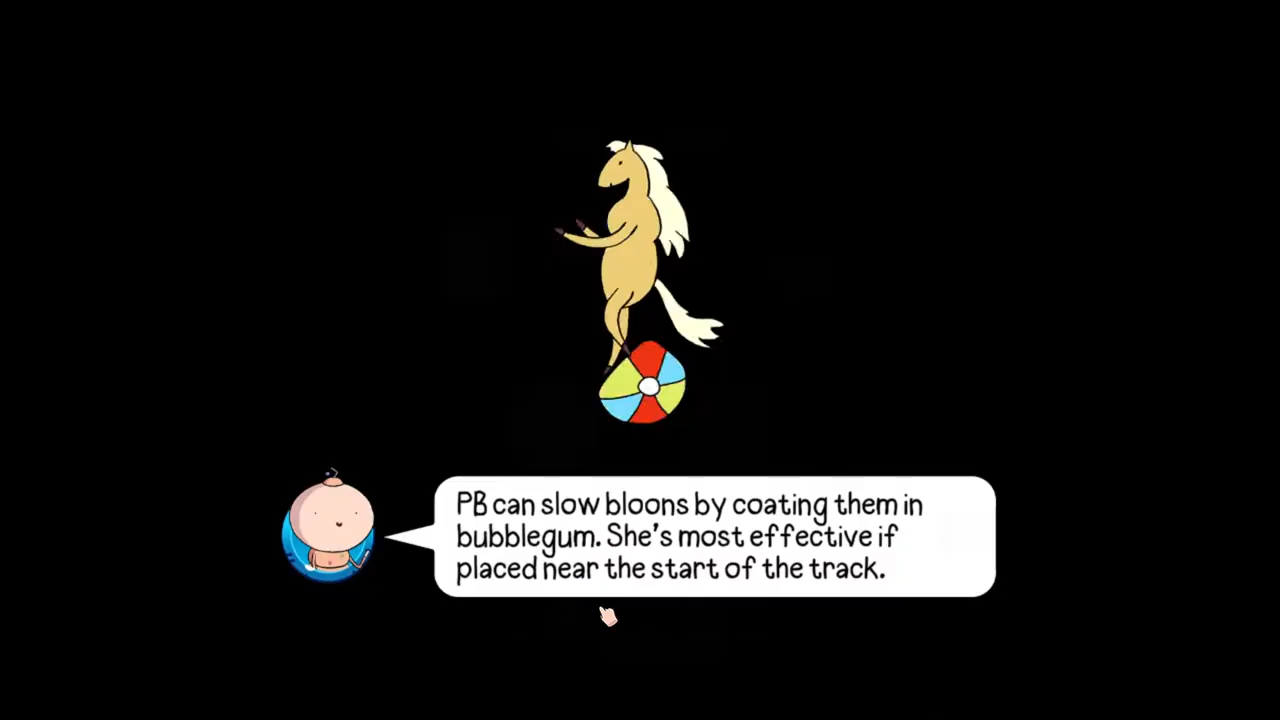 PB can slow bloons by coating them in
bubblegum. She's most effective if
placed near the start of the track.